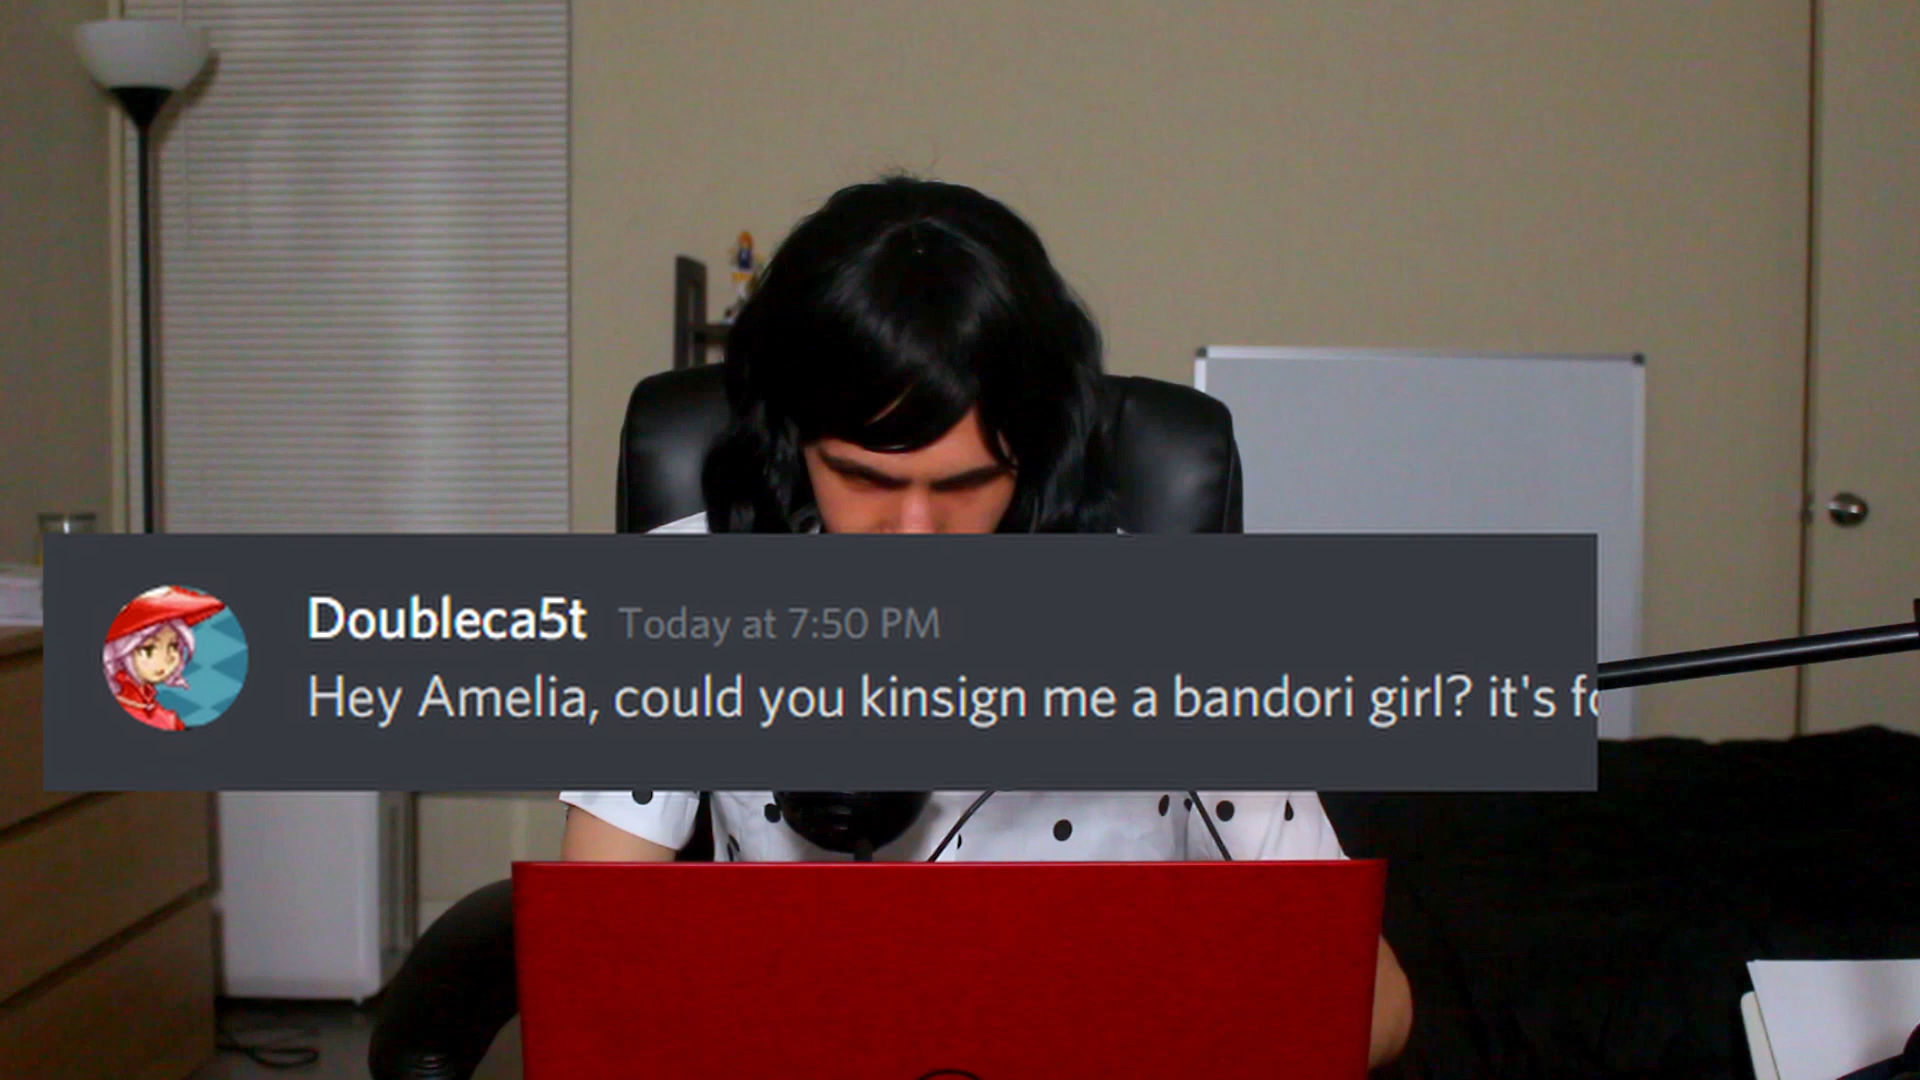 Doubleca5t Today at 7:50 PM
Hey Amelia, could you kinsign me a bandori girl? it's